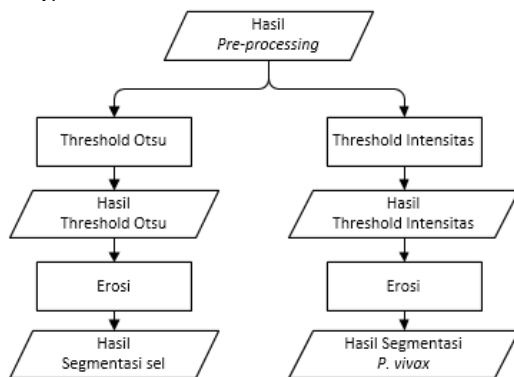 Hasil
Pre-processing
Threshold Otsu
Threshold Intensitas
Hasil
Threshold Otsu
Hasil
Threshold Intensitas
Erosi
Erosi
Hasil
Segmentasi sel
Hasil Segmentasi
P. vivax